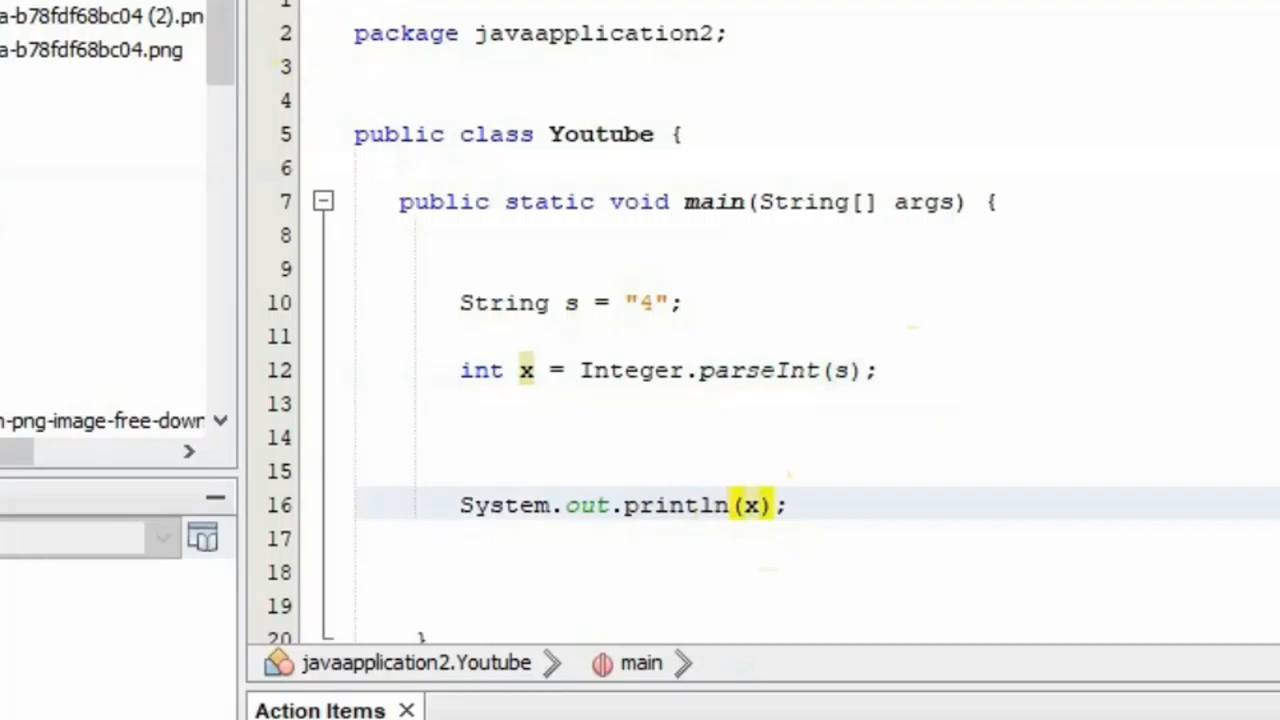 a-b78fdf68bc04 (2).pn
a-b78fdf68bc04.png
n-png-image-free-down
1
2 package javaapplication2;
3
4
5 public class Youtube {
6
7 public static void main(String[] args) {
8
9
10 String s = "4";
11
12 int x = Integer.parseInt(s);
13
14
15
16 System.out.println(x);
17
18
19
20 }
javaapplication2.Youtube main
Action Items